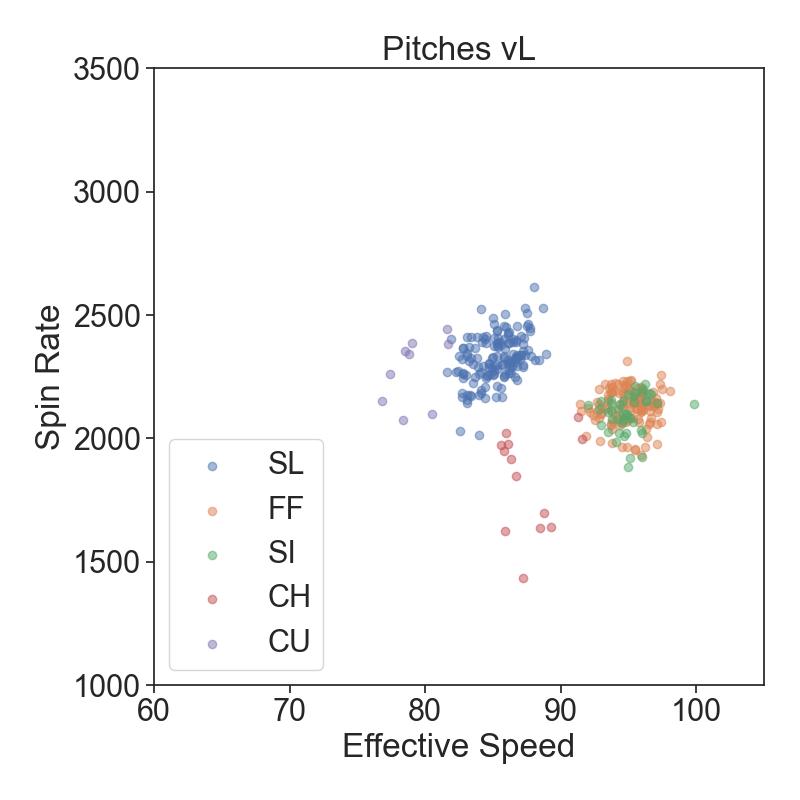 Pitches vL
3500
3000
2500
2000
1500
1000
Spin Rate
SL
FF
SI
CH
CU
60 70 80 90 100
Effective Speed